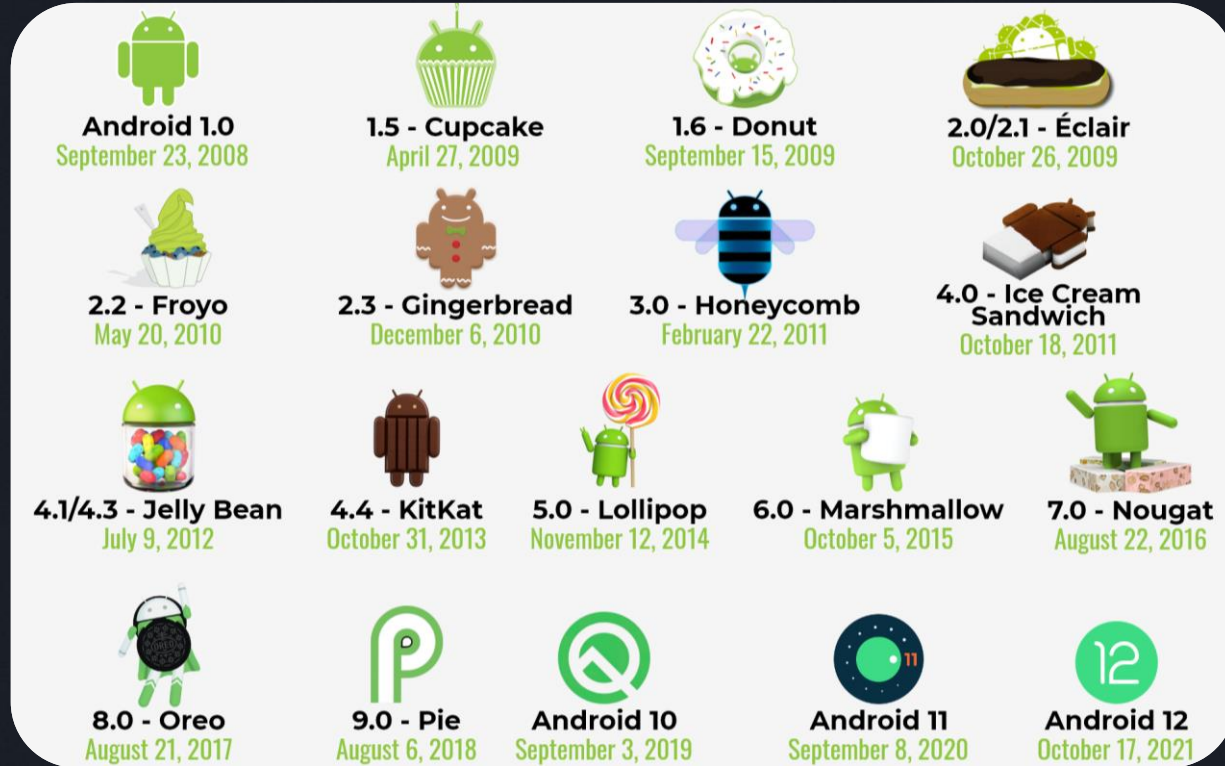 Android 1.0
September 23, 2008
1.5 - Cupcake
April 27, 2009
1.6 - Donut
September 15, 2009
2.0/2.1 - Éclair
October 26, 2009
2.2 - Froyo
May 20, 2010
2.3 - Gingerbread
December 6, 2010
3.0 - Honeycomb
February 22, 2011
4.0 - Ice Cream
Sandwich
October 18, 2011
4.1/4.3 - Jelly Bean
July 9, 2012
4.4 - KitKat
October 31, 2013
5.0 - Lollipop
November 12, 2014
6.0 - Marshmallow
October 5, 2015
7.0 - Nougat
August 22, 2016
OREO
8.0 - Oreo
August 21, 2017
9.0 - Pie
August 6, 2018
Android 10
September 3, 2019
11
Android 11
September 8, 2020
12
Android 12
October 17, 2021